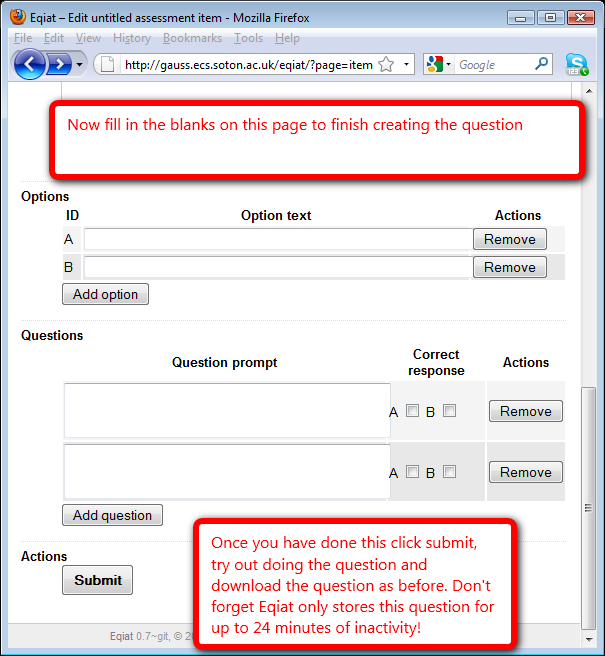 Eqiat – Edit untitled assessment item - Mozilla Firefox
File Edit View History Bookmarks Tools Help
http://gauss.ecs.soton.ac.uk/eqiat/?page=item
Google
Now fill in the blanks on this page to finish creating the question
Options
ID Option text Actions
A Remove
B Remove
Add option
Questions
Question prompt Correct response Actions
A B Remove
A B Remove
Add question
Actions
Submit
Once you have done this click submit,
try out doing the question and
download the question as before. Don't
forget Eqiat only stores this question for
up to 24 minutes of inactivity!
Eqiat 0.7~git, ©